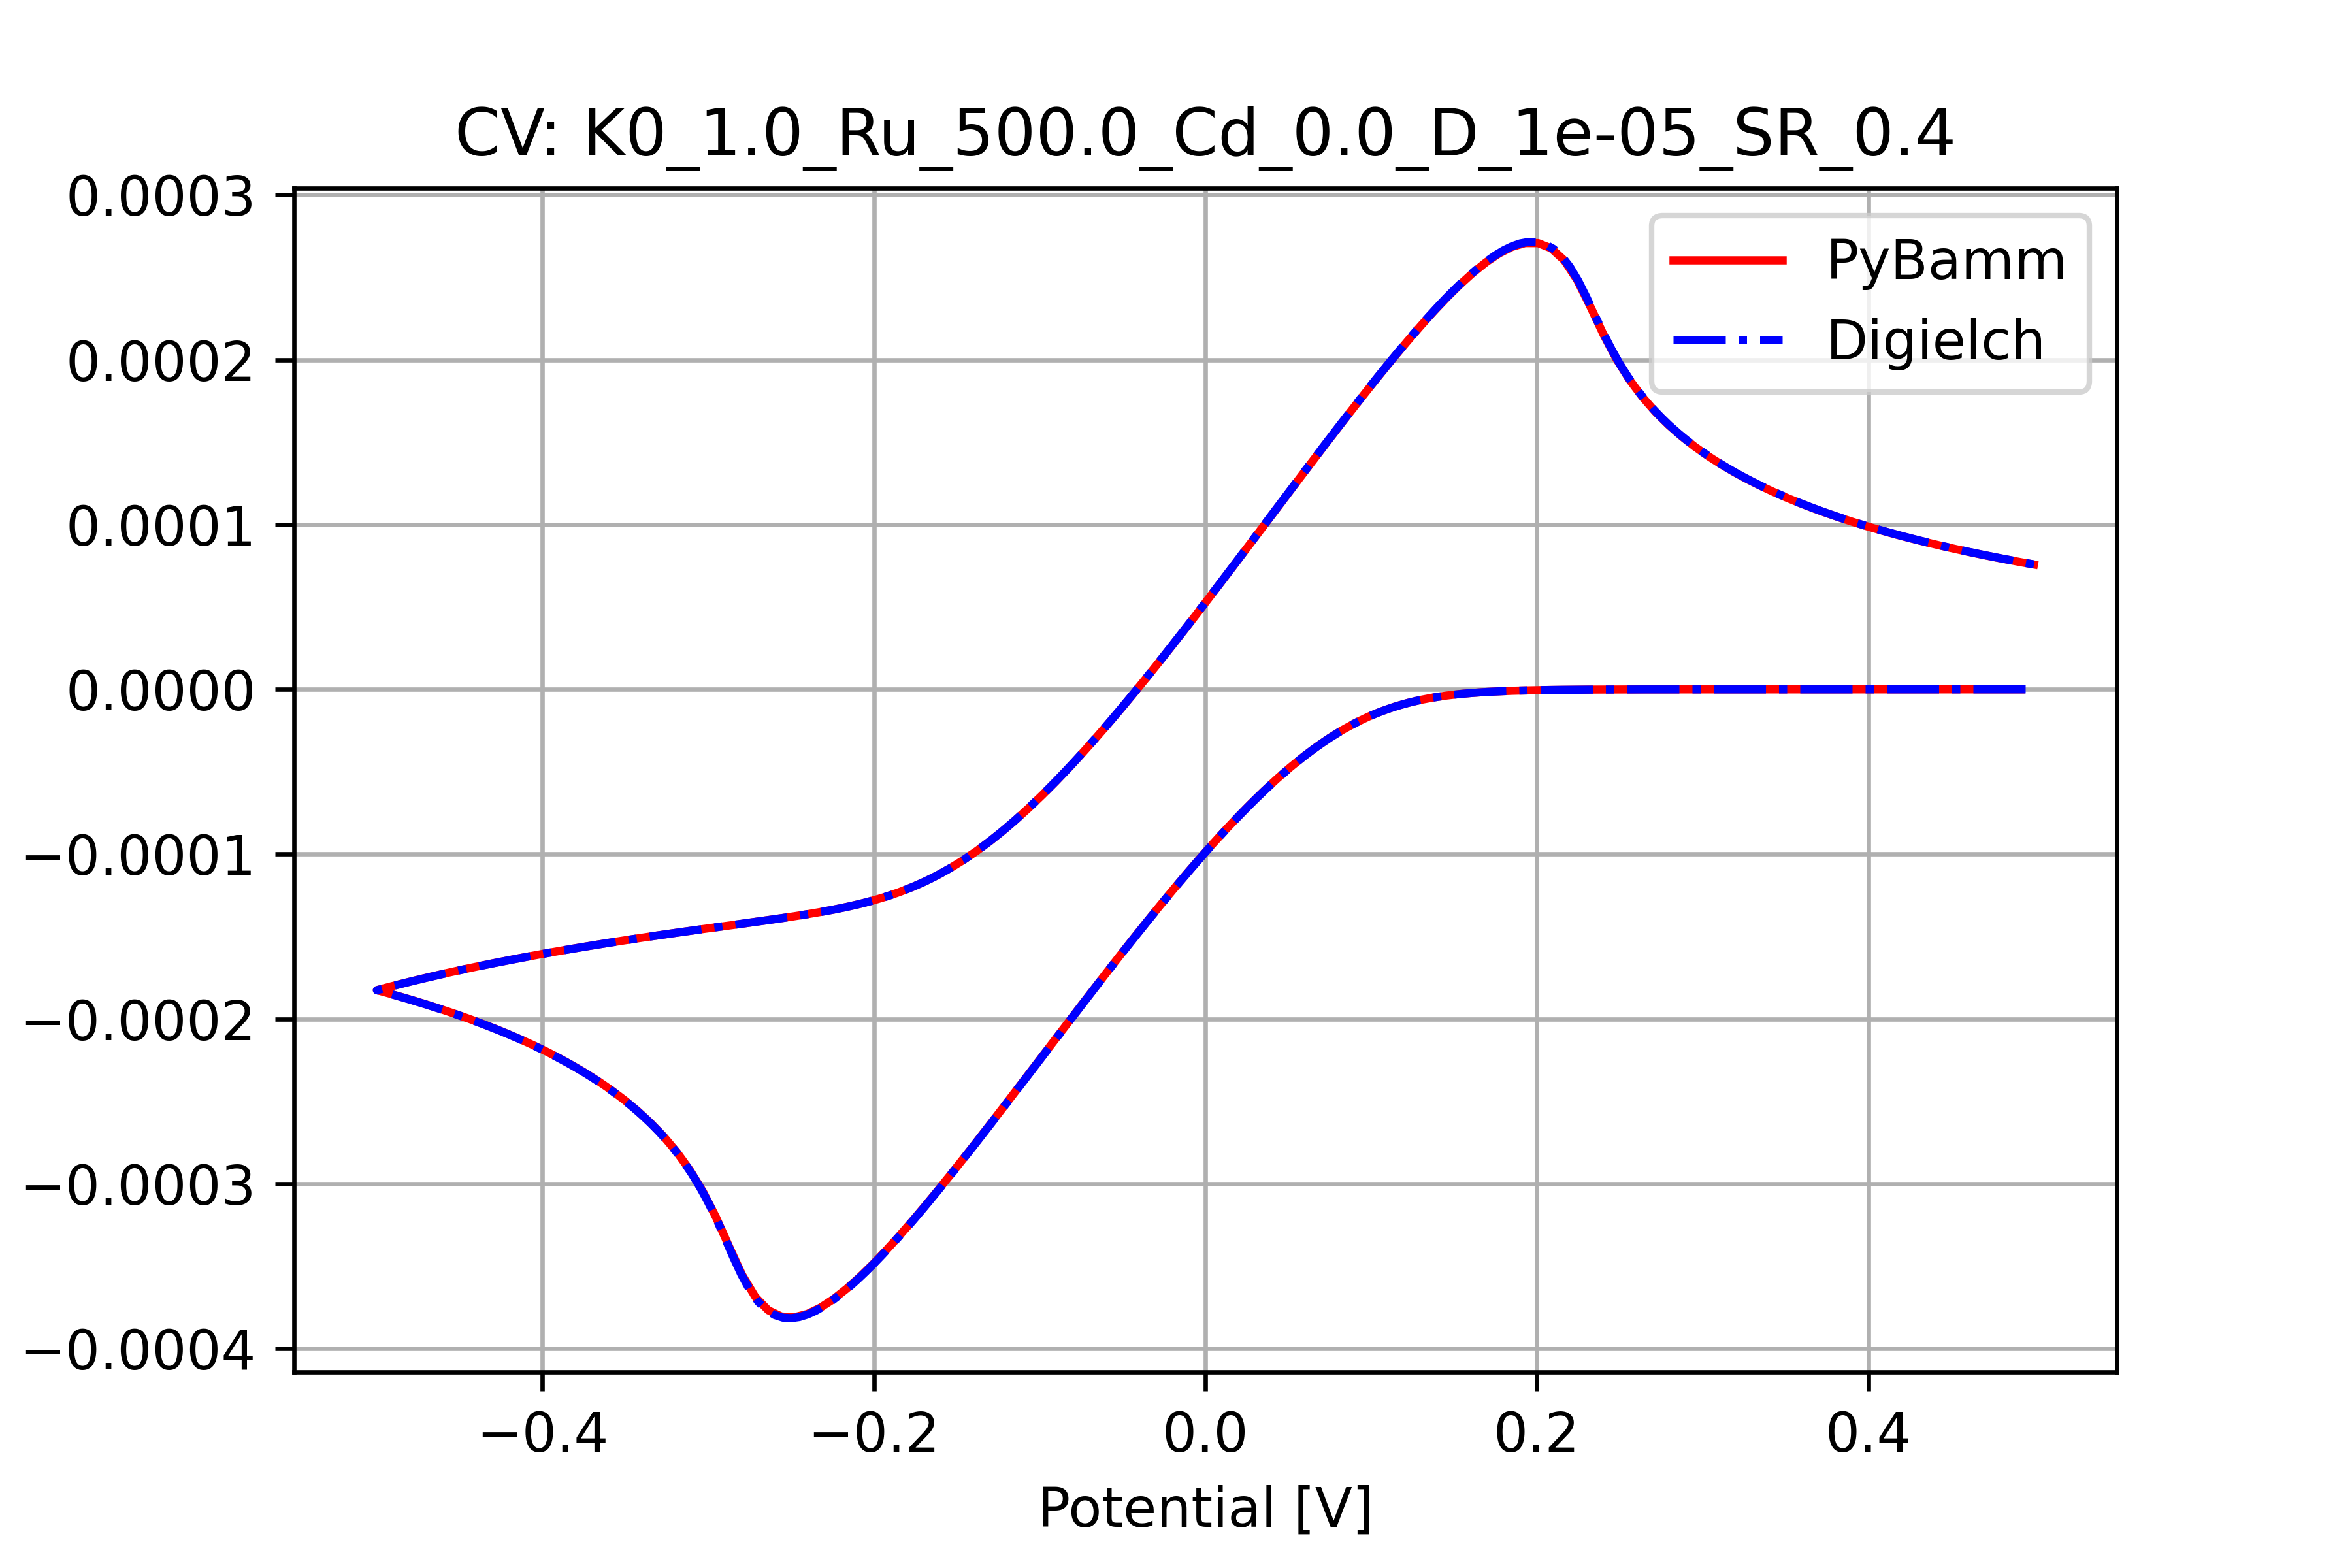 CV: K0_1.0_Ru_500.0_Cd_0.0_D_1e-05_SR_0.4
0.0003
0.0002
0.0001
0.0000
−0.0001
−0.0002
−0.0003
−0.0004
PyBamm
Digielch
−0.4 −0.2 0.0 0.2 0.4
Potential [V]